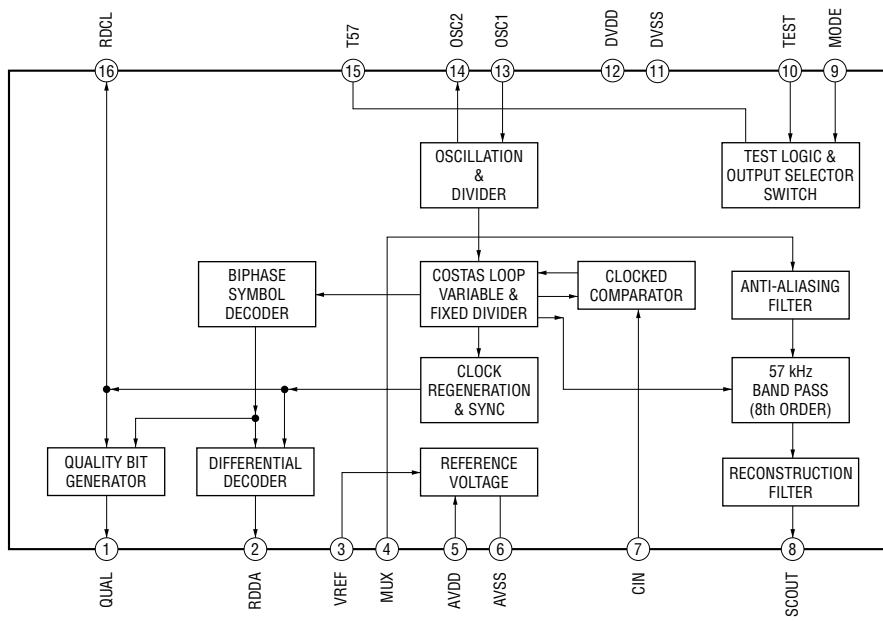 RDCL
T57
OSC2
OSC1
DVDD
DVSS
TEST
MODE
16
15
14
13
12
11
10
9
OSCILLATION
&
DIVIDER
TEST LOGIC &
OUTPUT SELECTOR
SWITCH
BIPHASE
SYMBOL
DECODER
COSTAS LOOP
VARIABLE &
FIXED DIVIDER
CLOCKED
COMPARATOR
ANTI-ALIASING
FILTER
CLOCK
REGENERATION
& SYNC
57 kHz
BAND PASS
(8th ORDER)
QUALITY BIT
GENERATOR
DIFFERENTIAL
DECODER
REFERENCE
VOLTAGE
RECONSTRUCTION
FILTER
1
2
3
4
5
6
7
8
QUAL
RDDA
VREF
MUX
AVDD
AVSS
CIN
SCOUT